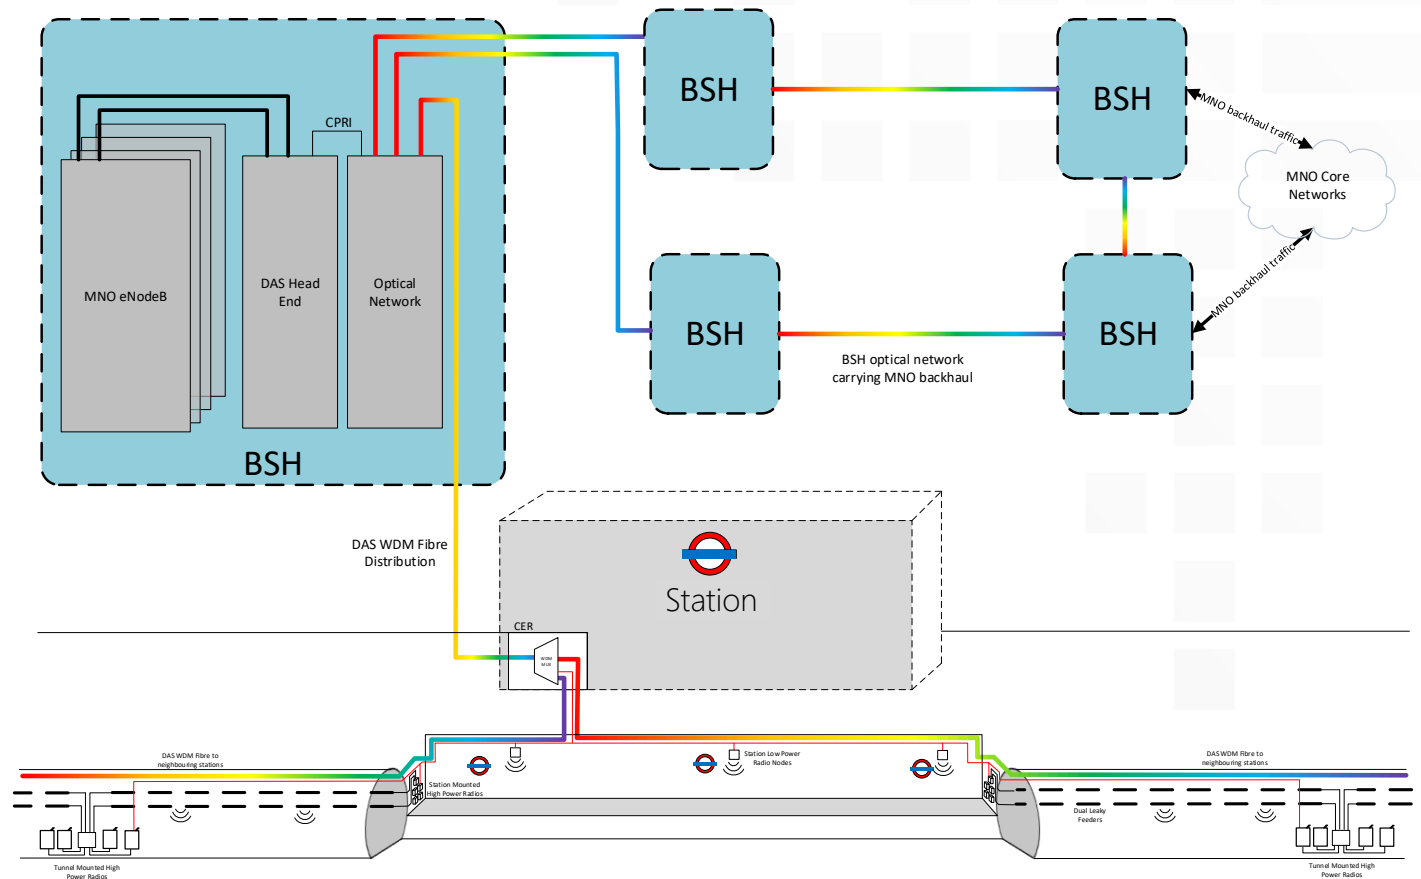 BSH
BSH
CPRI
MNO backhaul traffic
MNO Core
Networks
MNO eNodeB
DAS Head
End
Optical
Network
MNO backhaul traffic
BSH
BSH
BSH optical network
carrying MNO backhaul
BSH
DAS WDM Fibre
Distribution
Station
CER
WDM
MUX
DAS WDM Fibre to
neighbouring stations
Station Low Power
Radio Nodes
DAS WDM Fibre to
neighbouring stations
Station Mounted
High Power Radios
Dual Leaky
Feeders
Tunnel Mounted High
Power Radios
Tunnel Mounted High
Power Radios